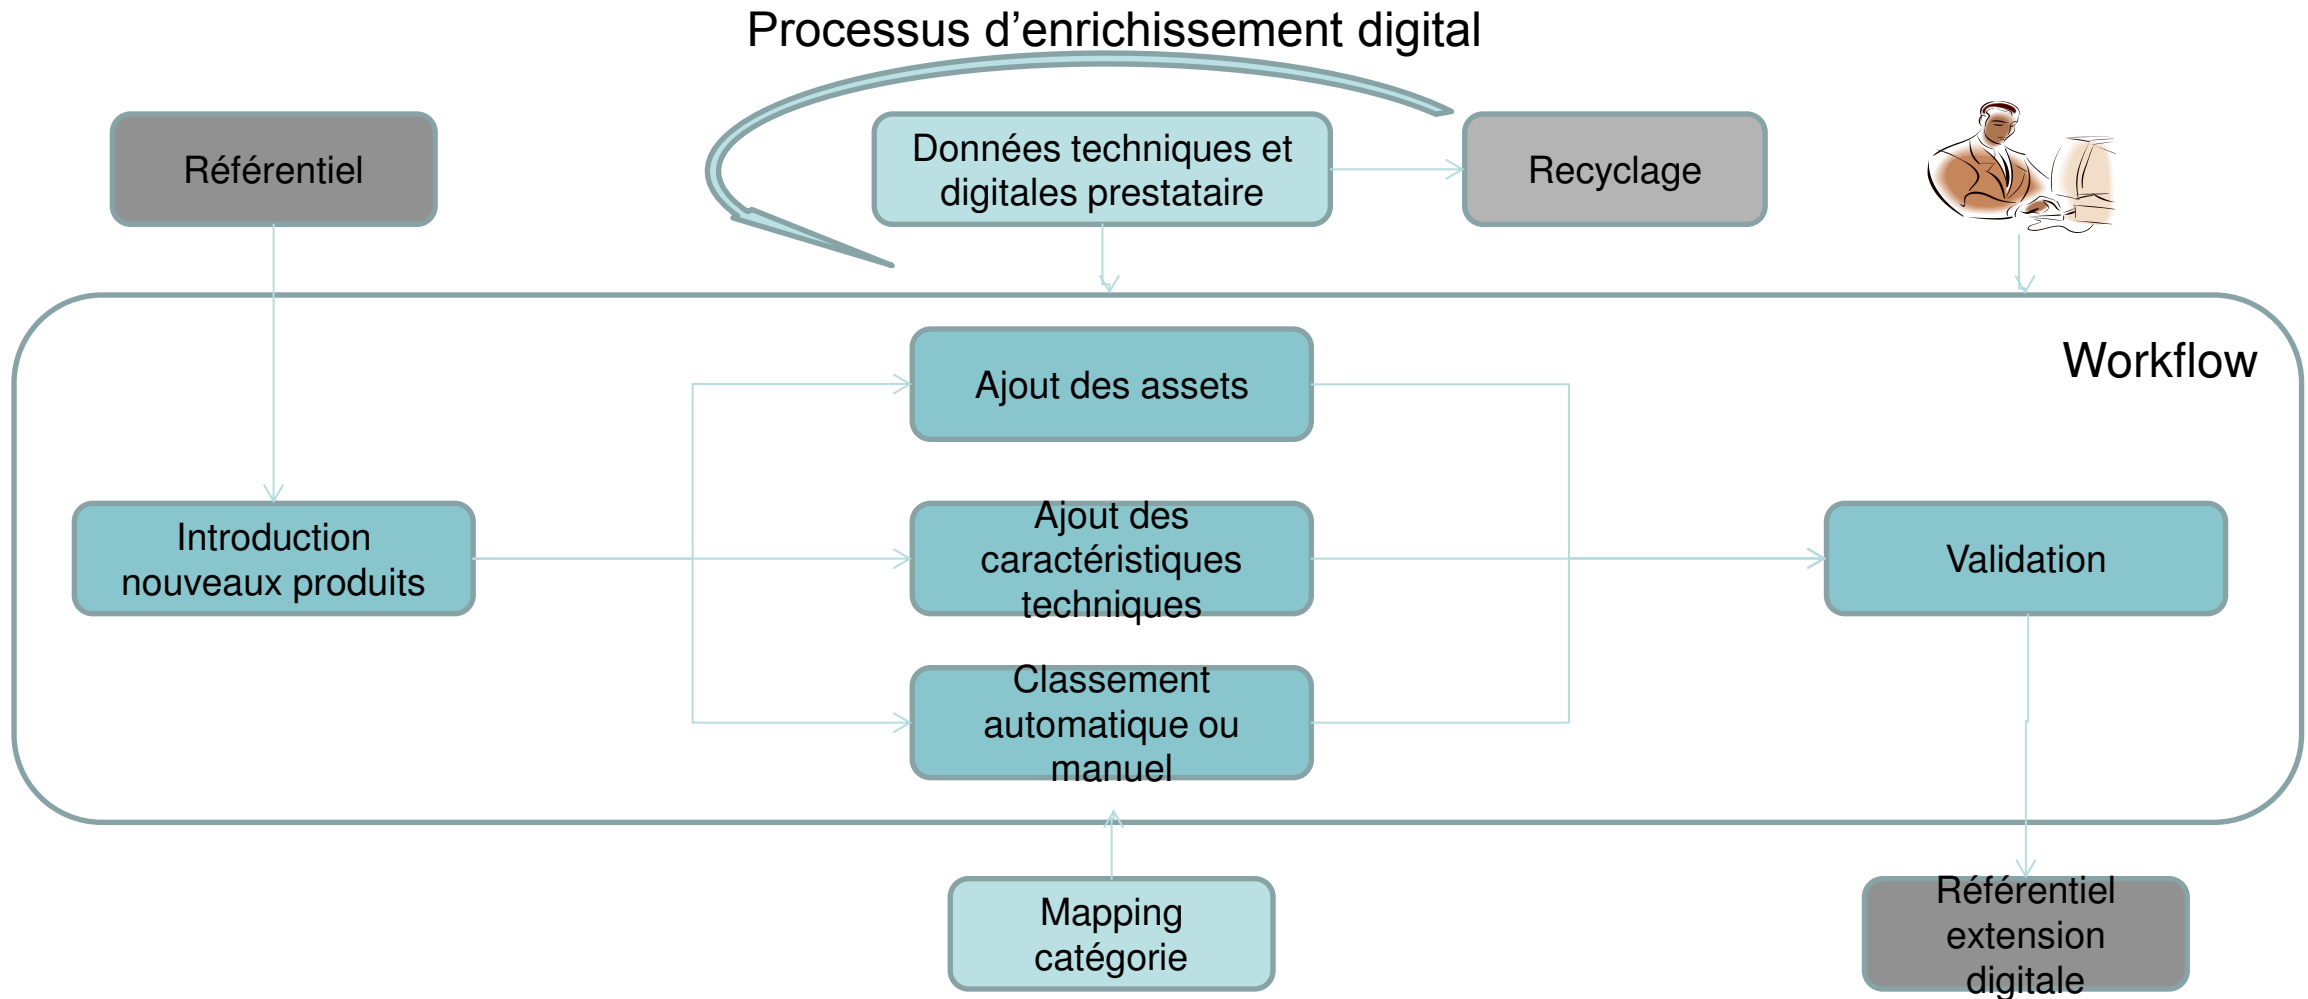 Processus d’enrichissement digital
Référentiel
Données techniques et
digitales prestataire
Recyclage
Workflow
Ajout des assets
Introduction
nouveaux produits
Ajout des
caractéristiques
techniques
Validation
Classement
automatique ou
manuel
Mapping
catégorie
Référentiel
extension
digitale